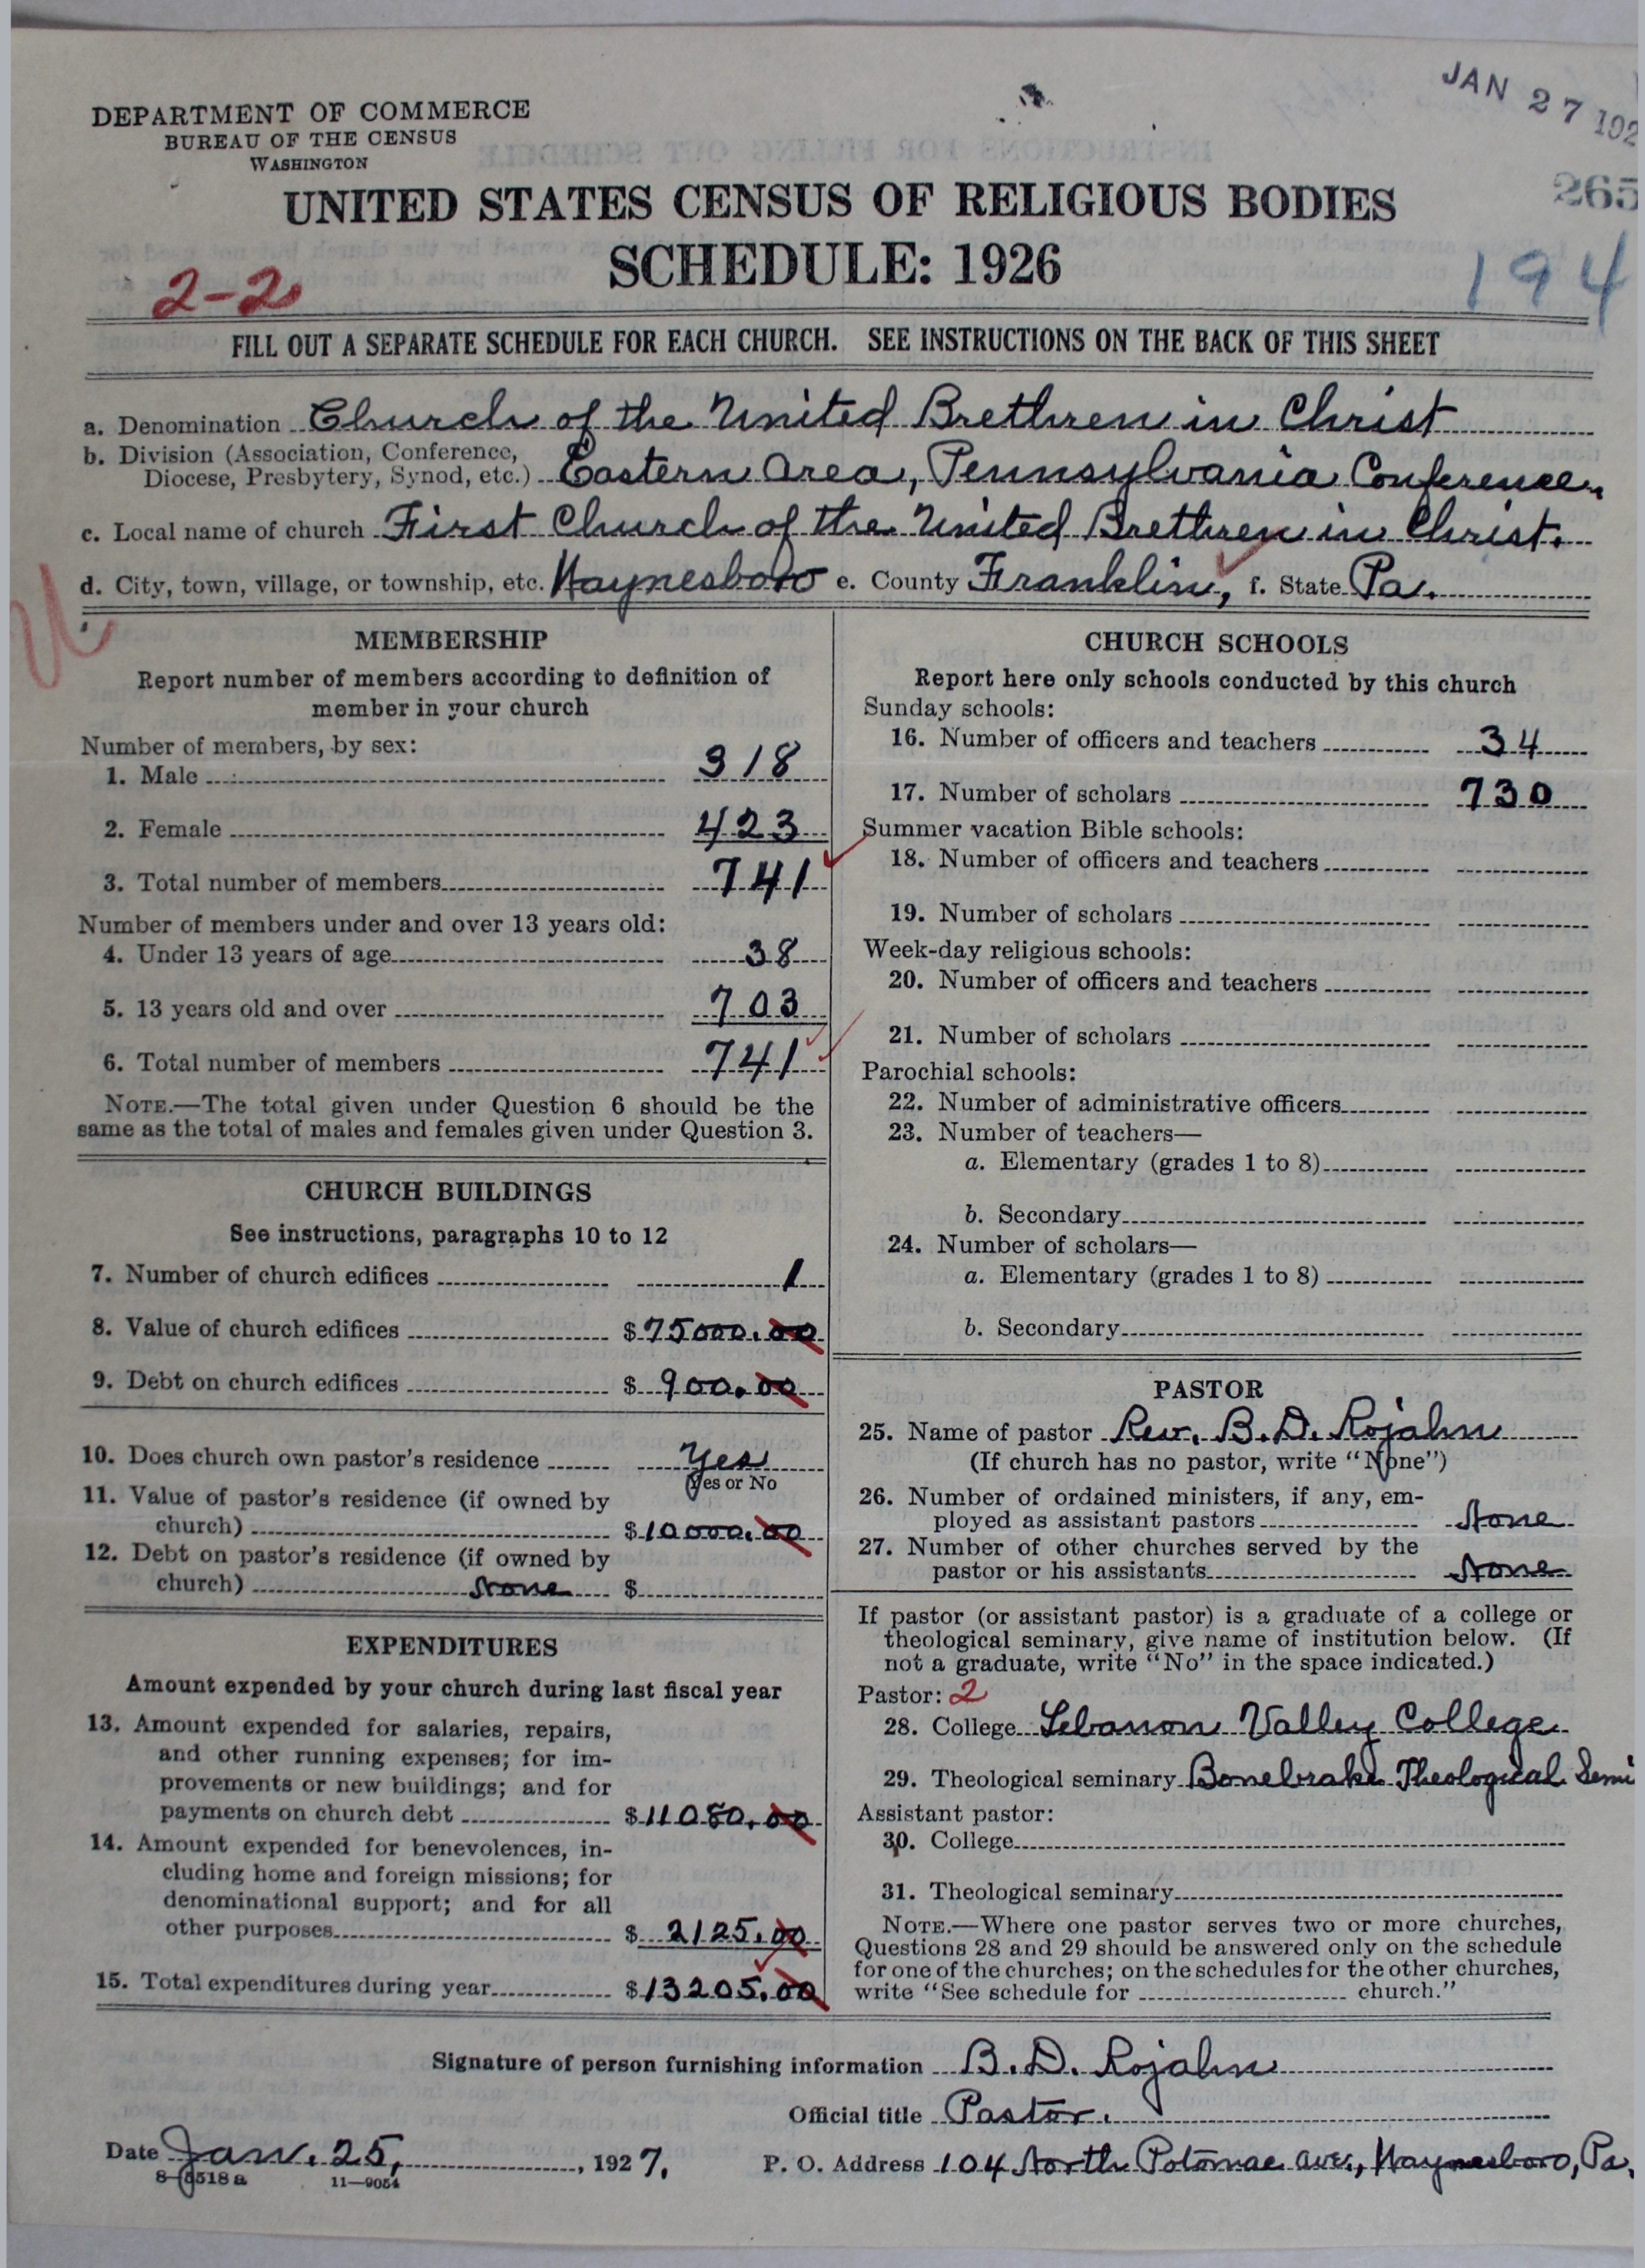 JAN 27 192
DEPARTMENT OF COMMERCE
BUREAU OF THE CENSUS
WASHINGTON
265
UNITED STATES CENSUS OF RELIGIOUS BODIES
SCHEDULE: 1926
2-2
194
FILL OUT A SEPARATE SCHEDULE FOR EACH CHURCH. SEE INSTRUCTIONS ON THE BACK OF THIS SHEET
a. Denomination Church of the United Brethren in Christ
b. Division (Association, Conference,
Diocese, Presbytery, Synod, etc.) Eastern Area, Pennsylvania Conference,
c. Local name of church First Church of the United Brethren in Christ.
d. City, town, village, or township, etc. Waynesboro e. County Franklin, f. State Pa.
MEMBERSHIP
Report number of members according to definition of
member in your church
Number of members, by sex:
1. Male 318
2. Female 423
3. Total number of members 741
Number of members under and over 13 years old:
4. Under 13 years of age 38
5. 13 years old and over 703
6. Total number of members 741
NOTE.—The total given under Question 6 should be the
same as the total of males and females given under Question 3.
CHURCH BUILDINGS
See instructions, paragraphs 10 to 12
7. Number of church edifices 1
8. Value of church edifices $75000.00
9. Debt on church edifices $900.00
10. Does church own pastor's residence Yes
(Yes or No
11. Value of pastor's residence (if owned by
church) $10000.00
12. Debt on pastor's residence (if owned by
church) None $
EXPENDITURES
Amount expended by your church during last fiscal year
13. Amount expended for salaries, repairs,
and other running expenses; for im-
provements or new buildings; and for
payments on church debt $11080.00
14. Amount expended for benevolences, in-
cluding home and foreign missions; for
denominational support; and for all
other purposes $2125.00
15. Total expenditures during year $13205.00
CHURCH SCHOOLS
Report here only schools conducted by this church
Sunday schools:
16. Number of officers and teachers 34
17. Number of scholars 730
Summer vacation Bible schools:
18. Number of officers and teachers
19. Number of scholars
Week-day religious schools:
20. Number of officers and teachers
21. Number of scholars
Parochial schools:
22. Number of administrative officers
23. Number of teachers—
a. Elementary (grades 1 to 8)
b. Secondary
24. Number of scholars—
a. Elementary (grades 1 to 8)
b. Secondary
PASTOR
25. Name of pastor Rev. B. D. Rojahn
(If church has no pastor, write "None")
26. Number of ordained ministers, if any, em-
ployed as assistant pastors None
27. Number of other churches served by the
pastor or his assistants None
If pastor (or assistant pastor) is a graduate of a college or
theological seminary, give name of institution below. (If
not a graduate, write "No" in the space indicated.)
Pastor: 2
28. College Lebanon Valley College
29. Theological seminary Bonebrake Theological Semi
Assistant pastor:
30. College
31. Theological seminary
NOTE.—Where one pastor serves two or more churches,
Questions 28 and 29 should be answered only on the schedule
for one of the churches; on the schedules for the other churches,
write "See schedule for church."
Signature of person furnishing information B. D. Rojahn
Official title Pastor.
Date Jan. 25, 1927. P. O. Address 104 North Potomac Ave., Waynesboro, Pa.
8-5518a 11—9054